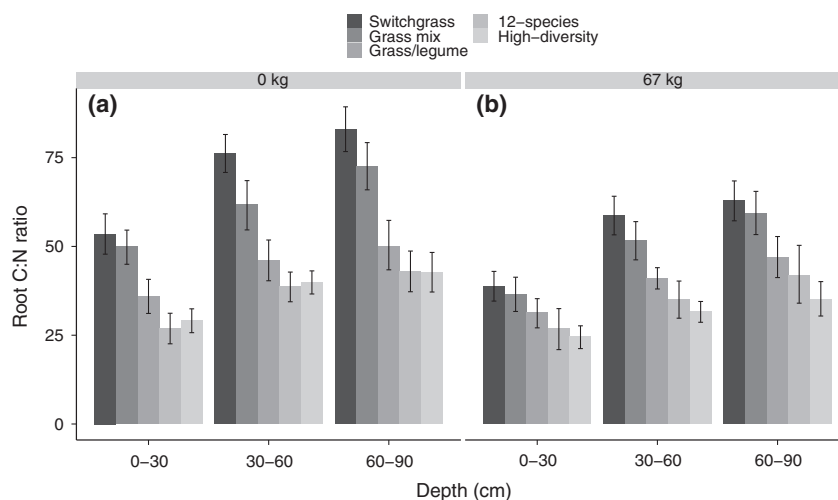 Switchgrass
Grass mix
Grass/legume
12−species
High−diversity
0 kg
67 kg
(a)
(b)
75
50
25
0
Root C:N ratio
0−30
30−60
60−90
0−30
30−60
60−90
Depth (cm)